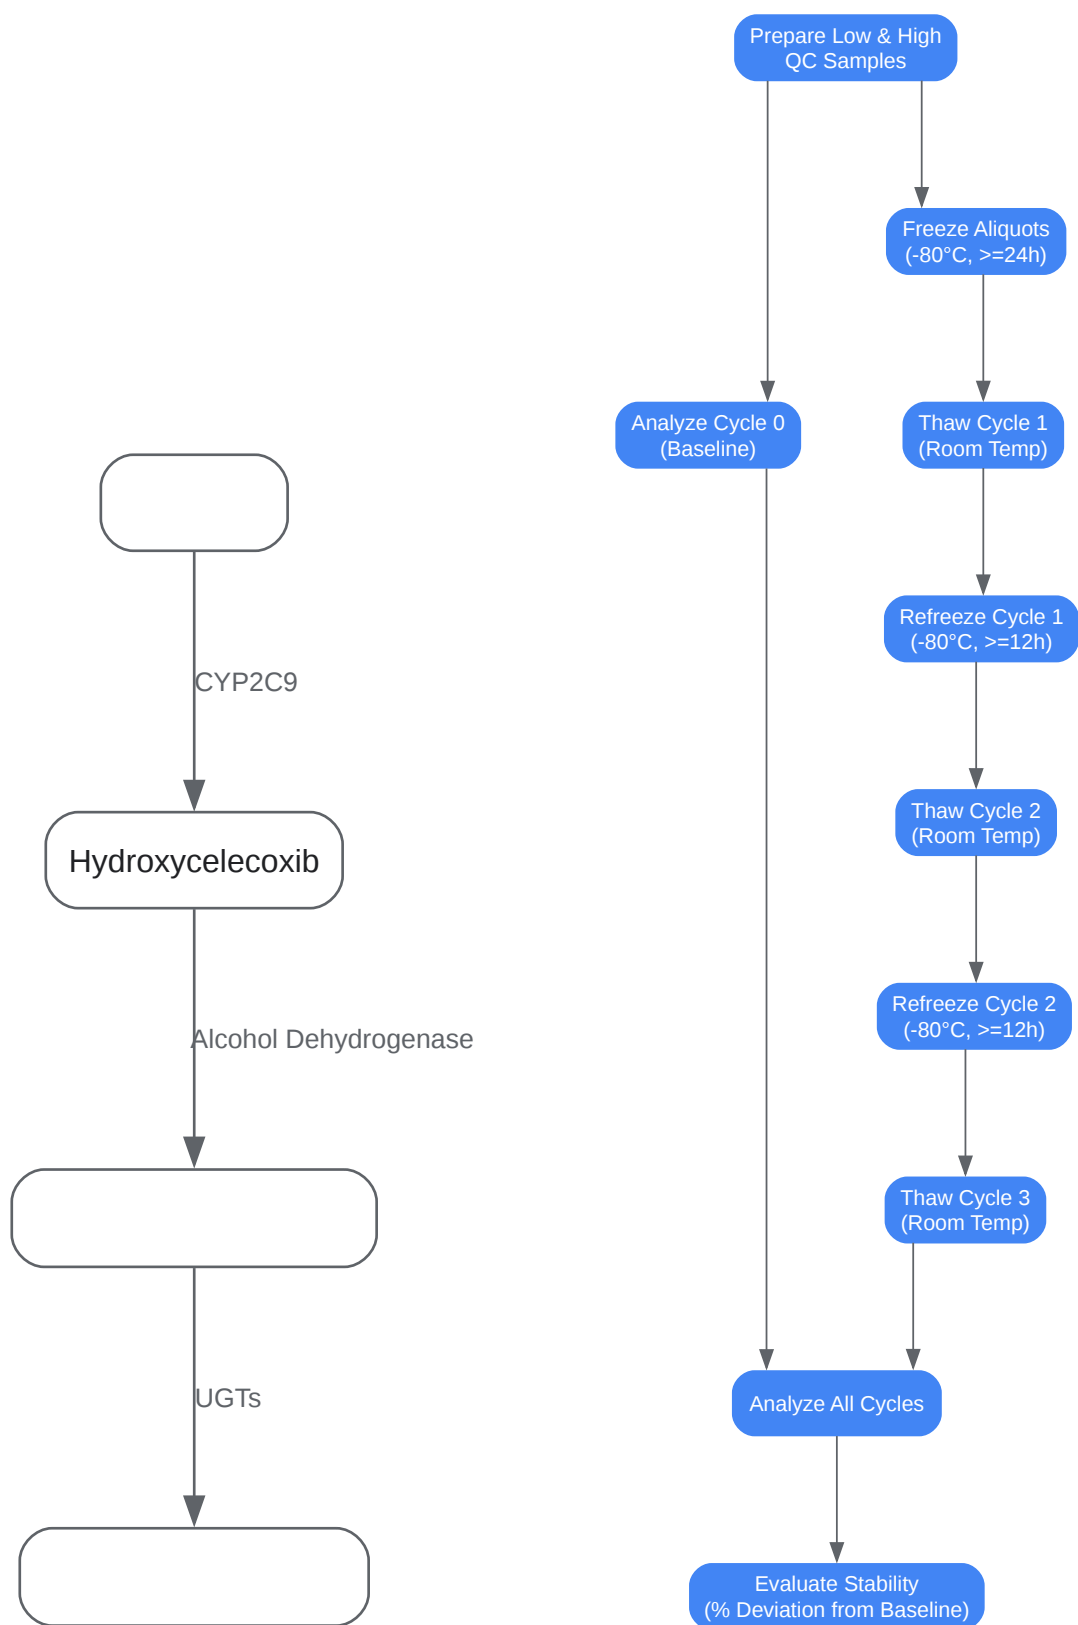 CYP2C9
Hydroxycelecoxib
Alcohol Dehydrogenase
UGTs
Prepare Low & High
QC Samples
Freeze Aliquots
(-80°C, >=24h)
Analyze Cycle 0
(Baseline)
Thaw Cycle 1
(Room Temp)
Refreeze Cycle 1
(-80°C, >=12h)
Thaw Cycle 2
(Room Temp)
Refreeze Cycle 2
(-80°C, >=12h)
Thaw Cycle 3
(Room Temp)
Analyze All Cycles
Evaluate Stability
(% Deviation from Baseline)